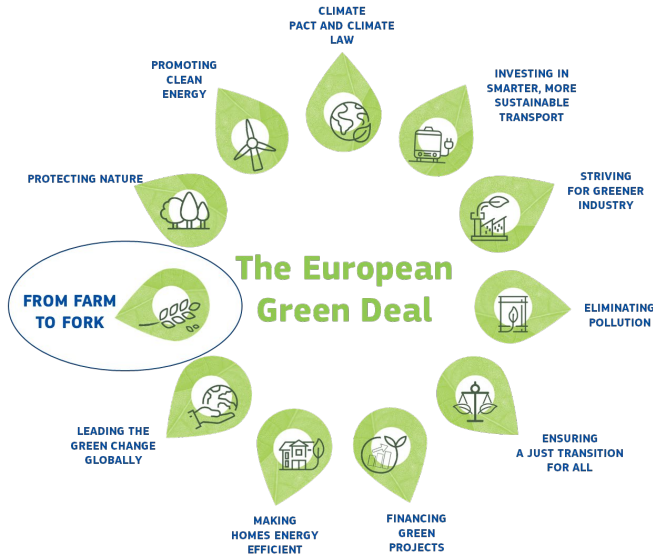 CLIMATE
PACT AND CLIMATE
LAW
PROMOTING
CLEAN
ENERGY
INVESTING IN
SMARTER, MORE
SUSTAINABLE
TRANSPORT
PROTECTING NATURE
STRIVING
FOR GREENER
INDUSTRY
The European
Green Deal
FROM FARM
TO FORK
ELIMINATING
POLLUTION
LEADING THE
GREEN CHANGE
GLOBALLY
ENSURING
A JUST TRANSITION
FOR ALL
MAKING
HOMES ENERGY
EFFICIENT
FINANCING
GREEN
PROJECTS